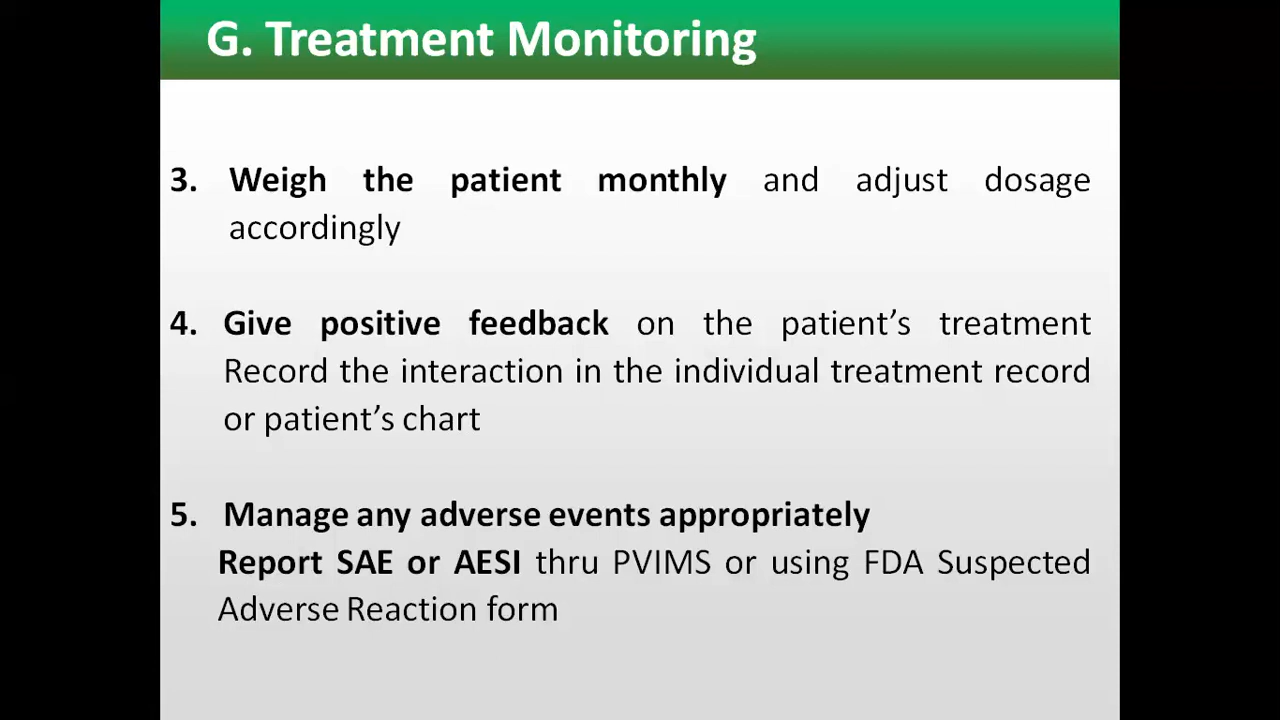 G. Treatment Monitoring
3. Weigh the patient monthly and adjust dosage
accordingly
4. Give positive feedback on the patient’s treatment
Record the interaction in the individual treatment record
or patient’s chart
5. Manage any adverse events appropriately
Report SAE or AESI thru PVIMS or using FDA Suspected
Adverse Reaction form